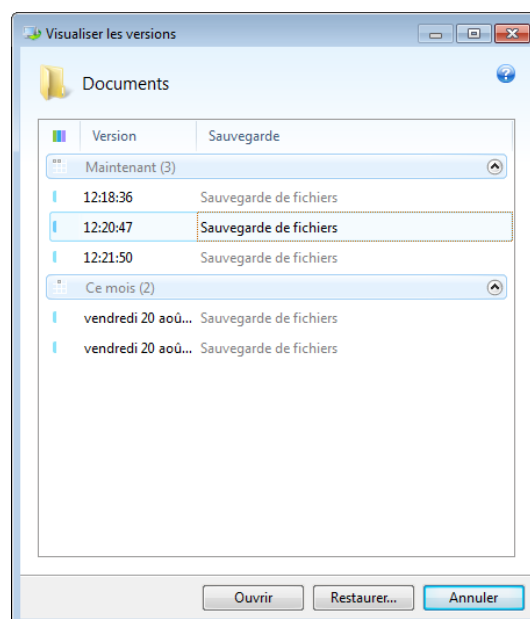 Visualiser les versions
Documents
Version Sauvegarde
Maintenant (3)
12:18:36 Sauvegarde de fichiers
12:20:47 Sauvegarde de fichiers
12:21:50 Sauvegarde de fichiers
Ce mois (2)
vendredi 20 aoû... Sauvegarde de fichiers
vendredi 20 aoû... Sauvegarde de fichiers
Ouvrir Restaurer... Annuler